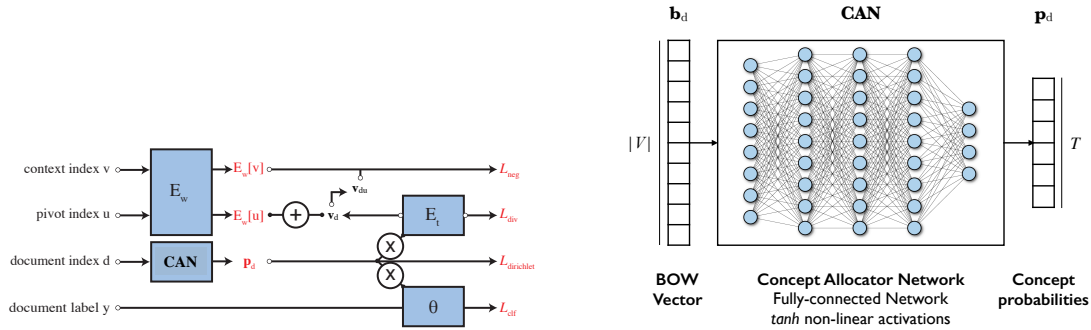 context index v
E_w
E_w[v]
L_neg
v_du
pivot index u
E_w[u]
+
v_d
E_t
L_div
X
document index d
CAN
p_d
L_dirichlet
X
document label y
θ
L_clf
b_d
CAN
p_d
|V|
T
BOW
Vector
Concept Allocator Network
Fully-connected Network
tanh non-linear activations
Concept
probabilities